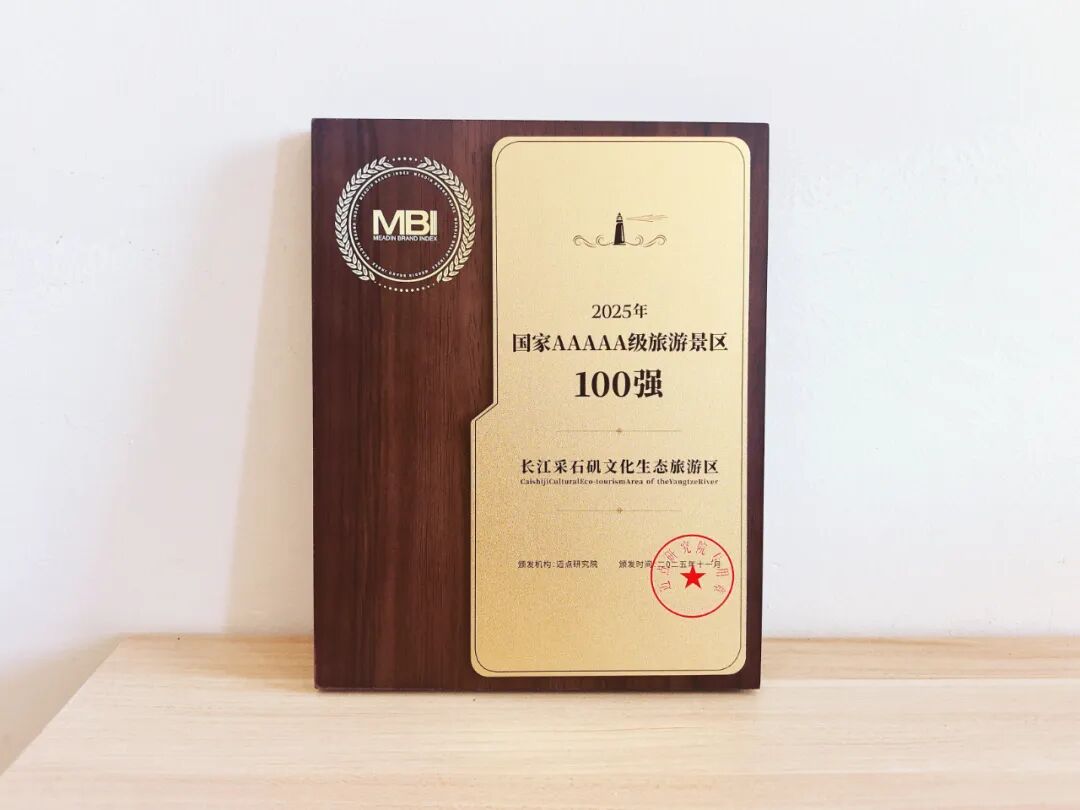 MBI
MEADIN BRAND INDEX
2025年
国家AAAAA级旅游景区
100强
长江采石矶文化生态旅游区
CaishijiCulturalEco-tourismArea of theYangtzeRiver
颁发机构:迈点研究院
颁发时间:二〇二五年十一月